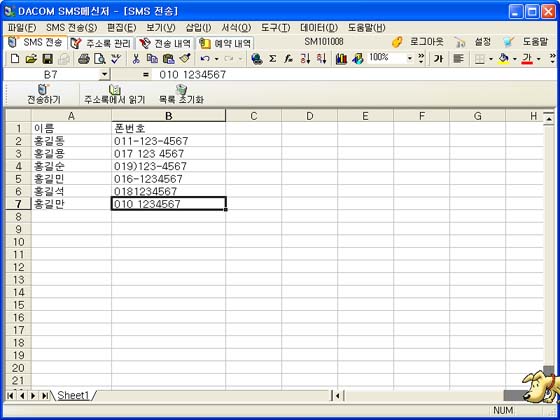 DACOM SMS메신저 - [SMS 전송]
파일(F) SMS전송(S) 편집(E) 보기(V) 삽입(I) 서식(O) 도구(T) 데이터(D) 도움말(H)
SMS 전송 주소록 관리 전송 내역 예약 내역 SM101008 로그아웃 설정 도움말
Σ 100% 가 가 가
B7 = 010 1234567
전송하기 주소록에서 읽기 목록 초기화
A B C D E F G H
1 이름 폰번호
2 홍길동 011-123-4567
3 홍길용 017 123 4567
4 홍길순 019)123-4567
5 홍길민 016-1234567
6 홍길석 0181234567
7 홍길만 010 1234567
8
9
10
11
12
13
14
15
16
17
18
19
20
21
Sheet1
NUM